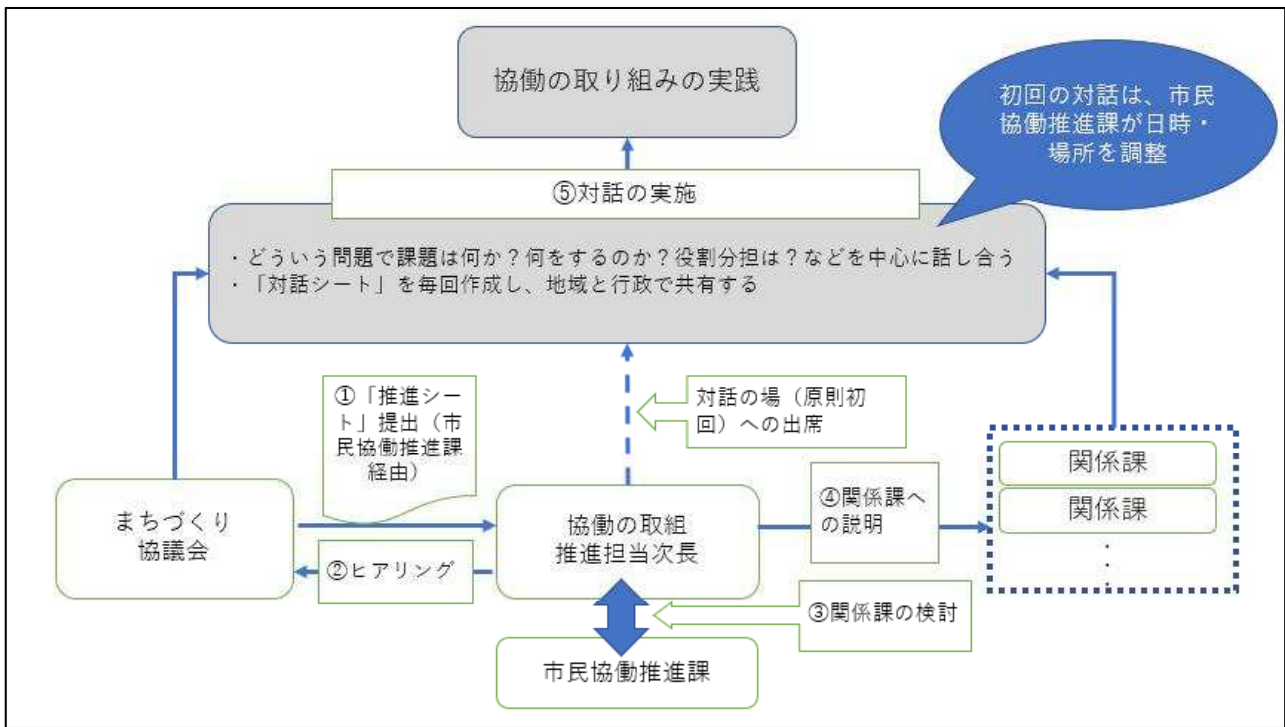 協働の取り組みの実践
初回の対話は、市民
協働推進課が日時・
場所を調整
⑤対話の実施
・どういう問題で課題は何か？何をするのか？役割分担は？などを中心に話し合う
・「対話シート」を毎回作成し、地域と行政で共有する
①「推進シー
ト」提出（市
民協働推進課
経由）
対話の場（原則初
回）への出席
まちづくり
協議会
②ヒアリング
協働の取組
推進担当次長
④関係課へ
の説明
関係課
関係課
・
・
・
③関係課の検討
市民協働推進課